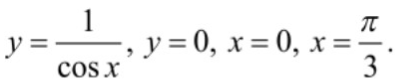 y = 1/cos x, y = 0, x = 0, x = π/3.